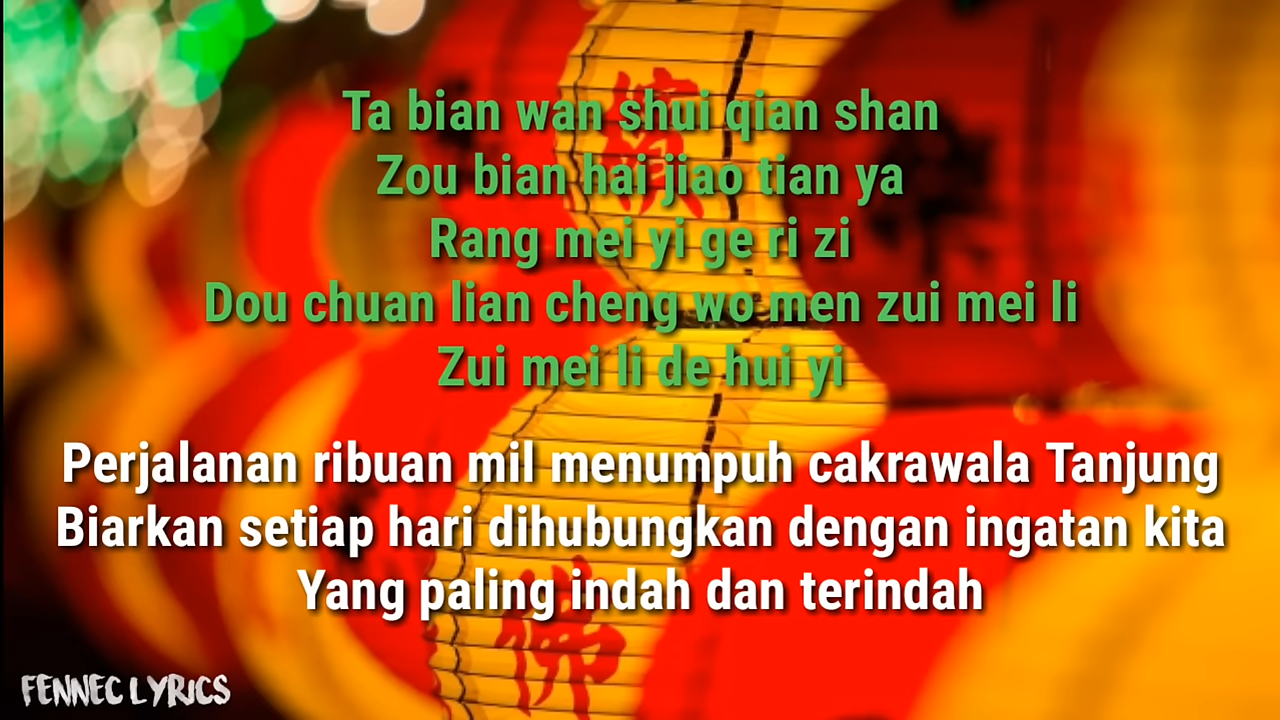 Ta bian wan shui qian shan
Zou bian hai jiao tian ya
Rang mei yi ge ri zi
Dou chuan lian cheng wo men zui mei li
Zui mei li de hui yi
Perjalanan ribuan mil menumpuh cakrawala Tanjung
Biarkan setiap hari dihubungkan dengan ingatan kita
Yang paling indah dan terindah
佛
FENNEC LYRICS